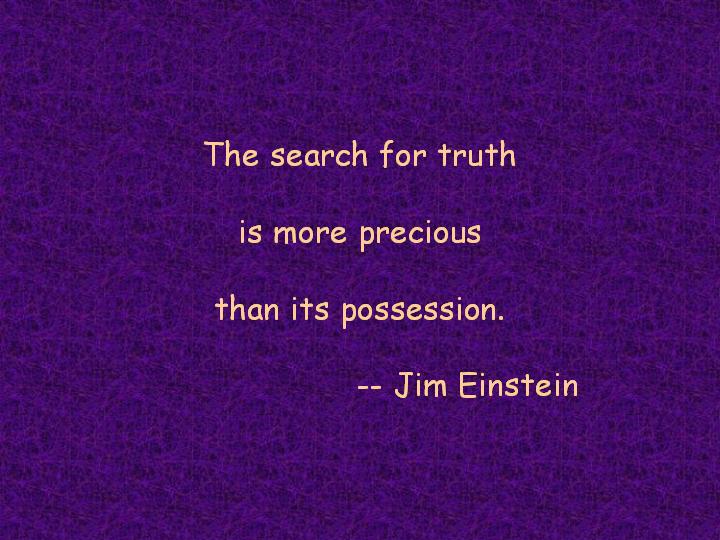 The search for truth
is more precious
than its possession.
-- Jim Einstein